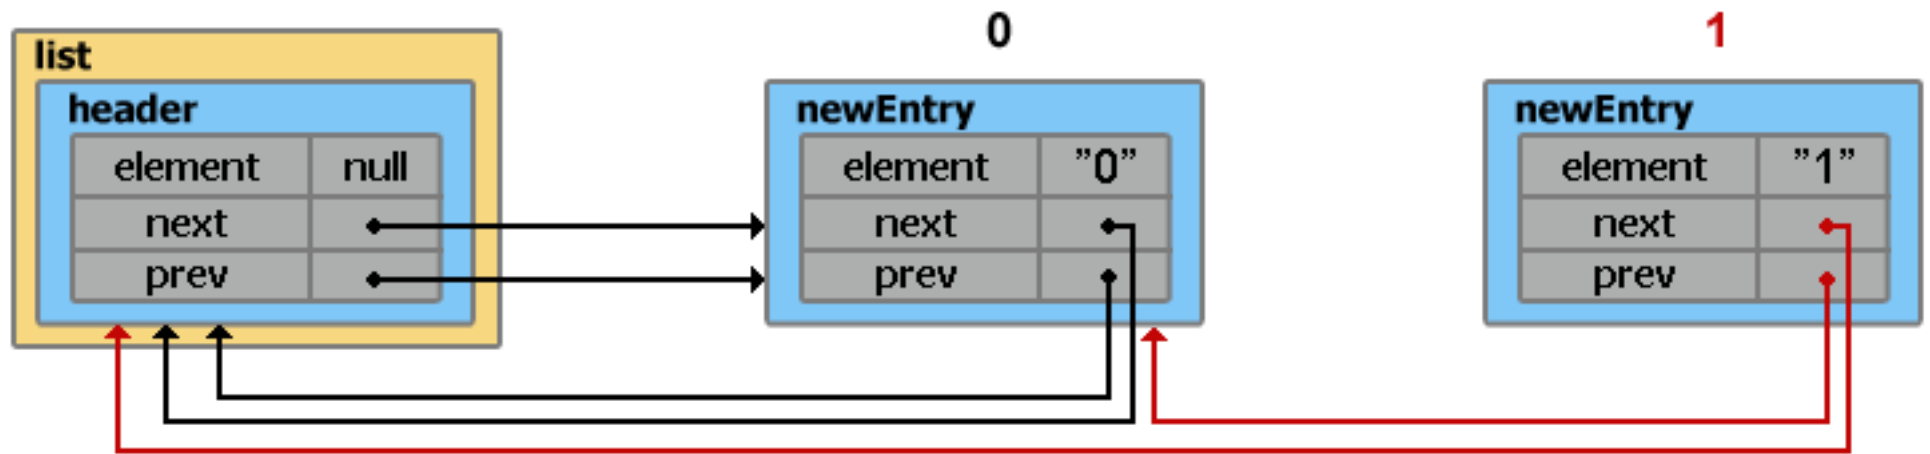 0
1
list
header
element null
next
prev
newEntry
element ”0”
next
prev
newEntry
element ”1”
next
prev